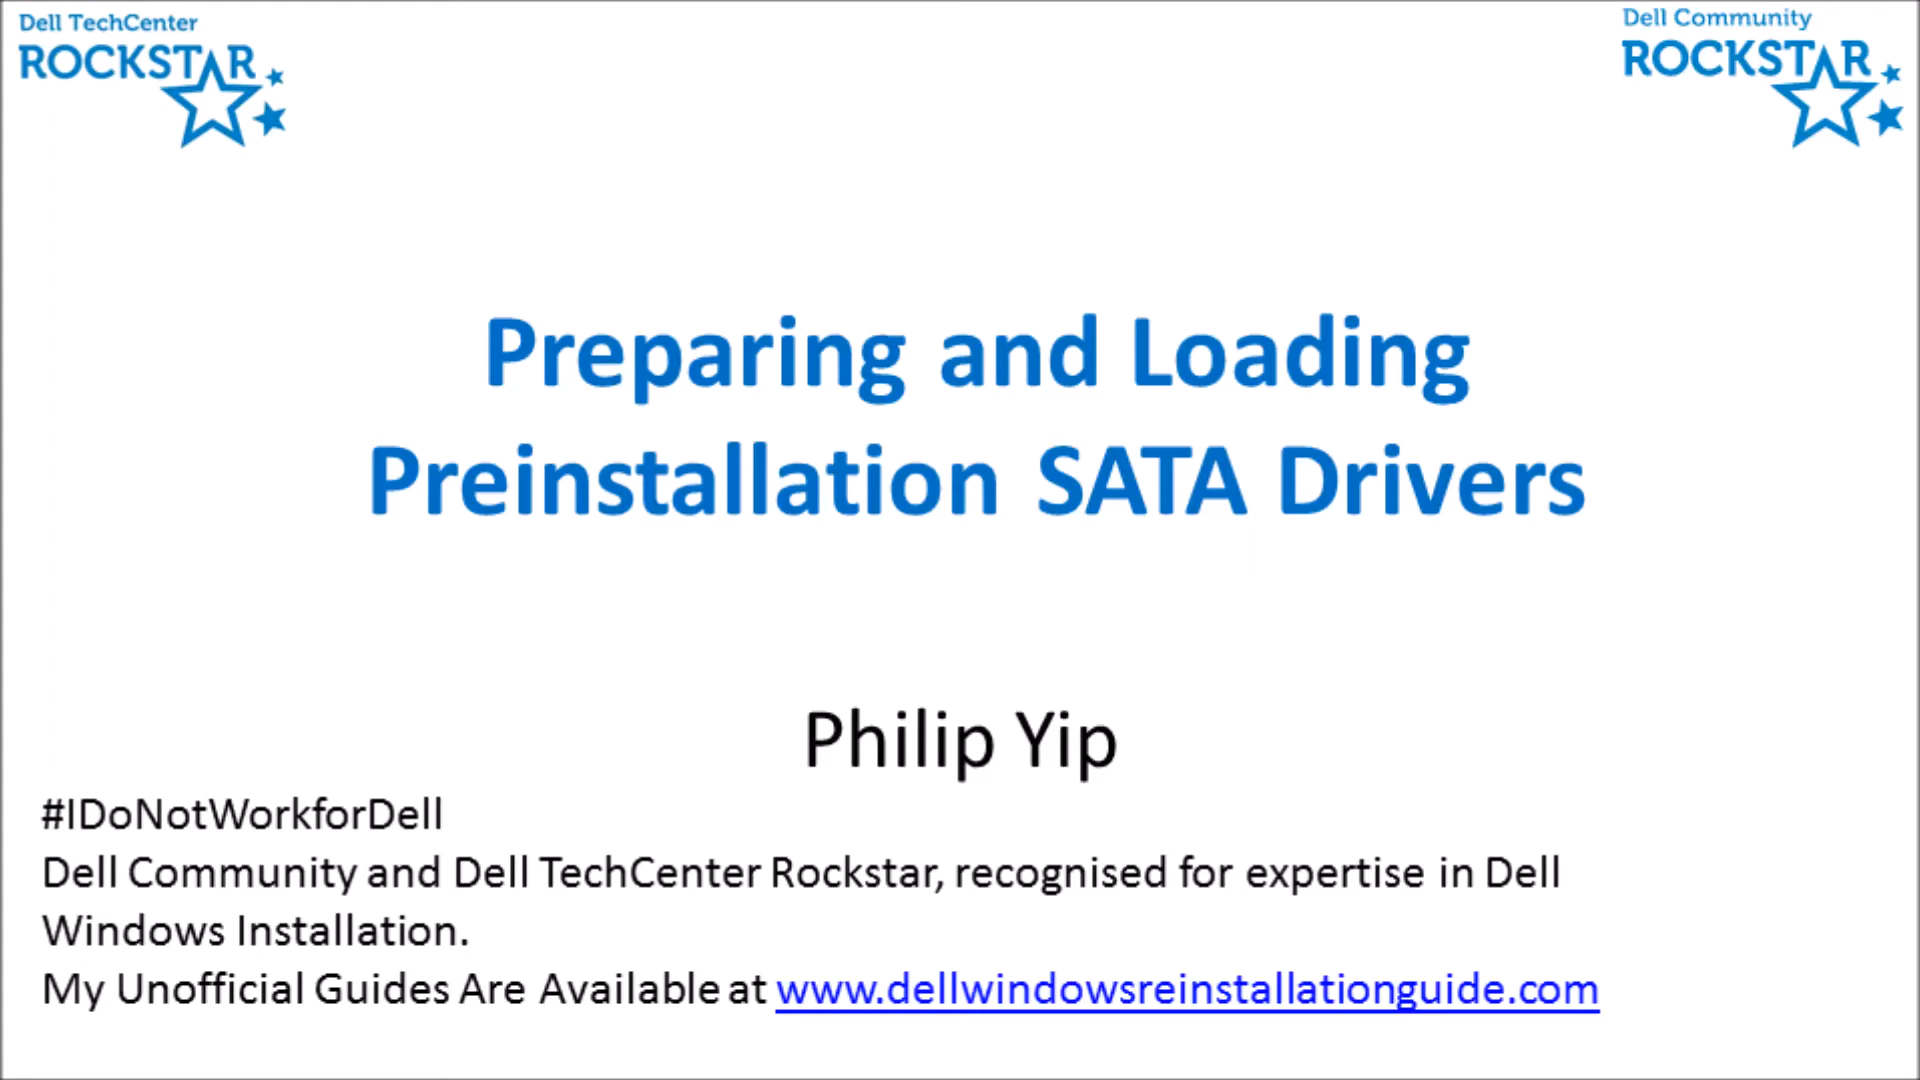 Dell TechCenter
ROCKSTAR
Dell Community
ROCKSTAR
Preparing and Loading
Preinstallation SATA Drivers
Philip Yip
#IDoNotWorkforDell
Dell Community and Dell TechCenter Rockstar, recognised for expertise in Dell
Windows Installation.
My Unofficial Guides Are Available at www.dellwindowsreinstallationguide.com